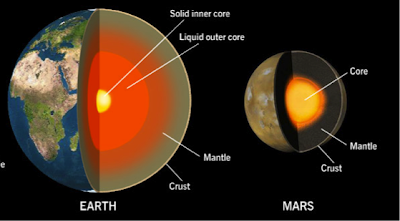 Solid inner core
Liquid outer core
Core
Mantle
Crust
Mantle
Crust
e
EARTH
MARS